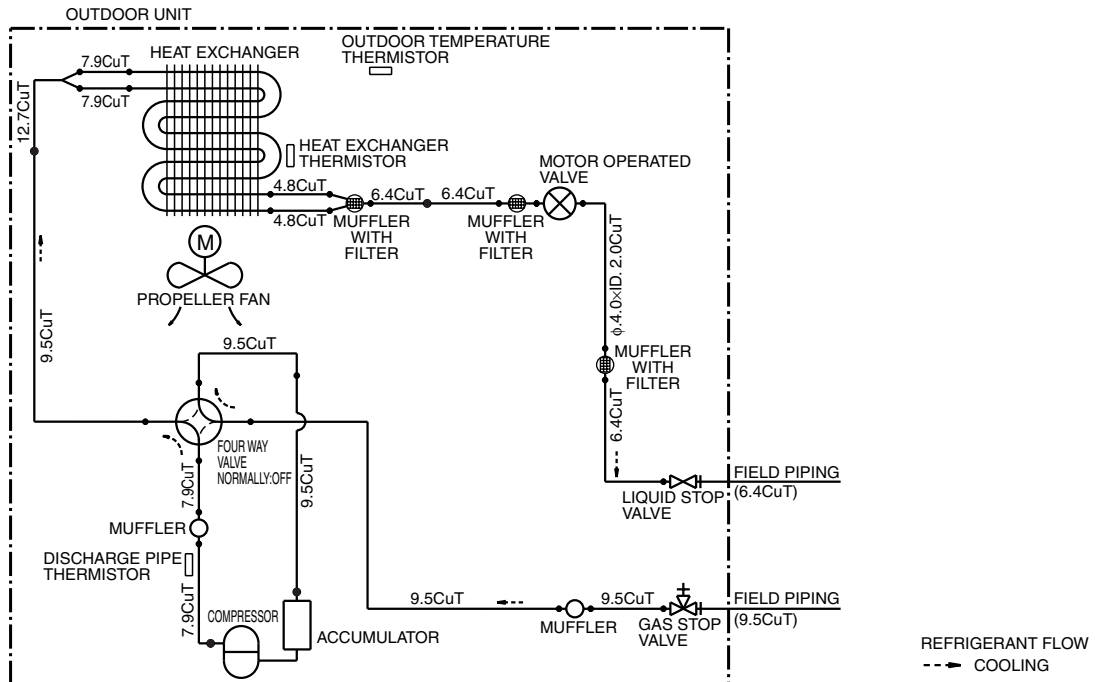 OUTDOOR UNIT
HEAT EXCHANGER
OUTDOOR TEMPERATURE
THERMISTOR
7.9CuT
7.9CuT
12.7CuT
HEAT EXCHANGER
THERMISTOR
MOTOR OPERATED
VALVE
4.8CuT
4.8CuT
6.4CuT
6.4CuT
MUFFLER
WITH
FILTER
MUFFLER
WITH
FILTER
M
PROPELLER FAN
ϕ.4.0×ID. 2.0CuT
9.5CuT
9.5CuT
MUFFLER
WITH
FILTER
6.4CuT
FOUR WAY
VALVE
NORMALLY:OFF
7.9CuT
9.5CuT
LIQUID STOP
VALVE
FIELD PIPING
(6.4CuT)
MUFFLER
DISCHARGE PIPE
THERMISTOR
7.9CuT
COMPRESSOR
ACCUMULATOR
9.5CuT
9.5CuT
MUFFLER
GAS STOP
VALVE
FIELD PIPING
(9.5CuT)
REFRIGERANT FLOW
COOLING